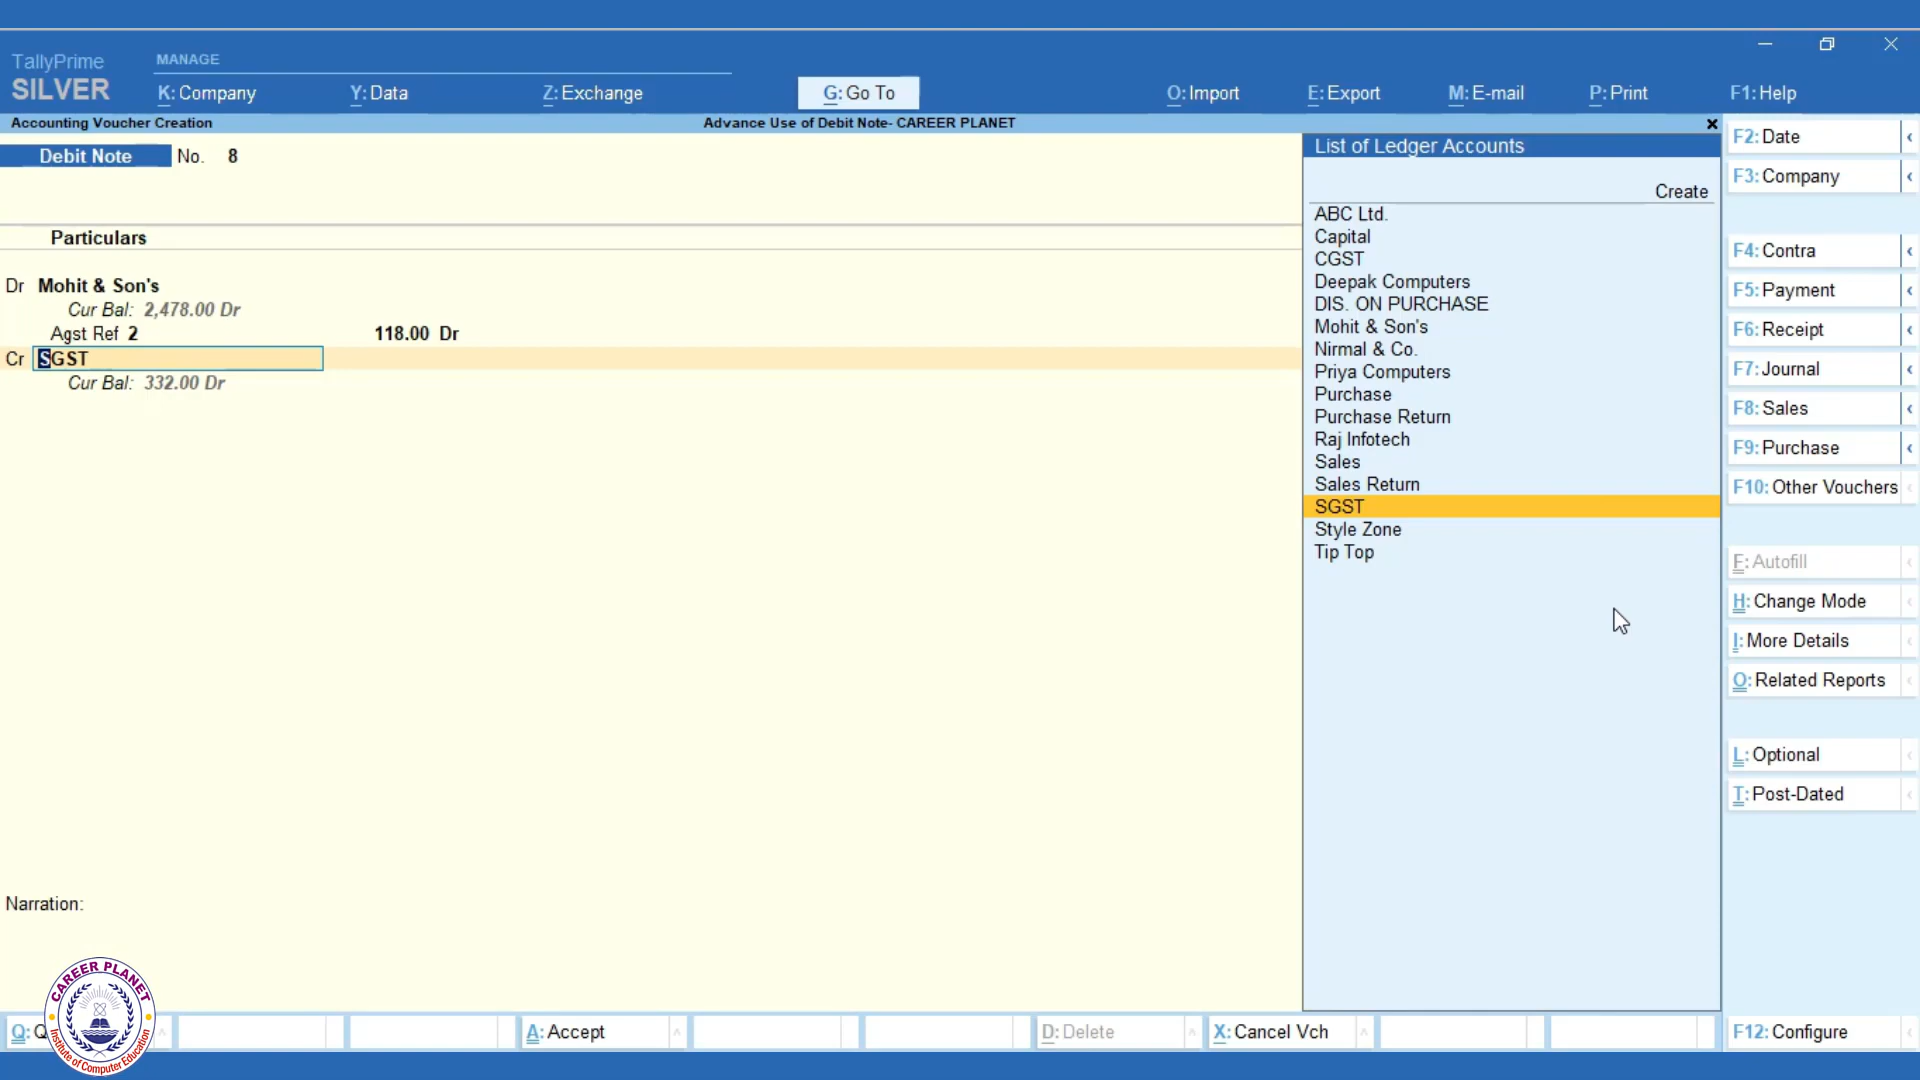 TallyPrime
SILVER
MANAGE
K: Company
Y: Data
Z: Exchange
G: Go To
O: Import
E: Export
M: E-mail
P: Print
F1: Help
Accounting Voucher Creation
Advance Use of Debit Note- CAREER PLANET
Debit Note No. 8
Particulars
Dr Mohit & Son's
Cur Bal: 2,478.00 Dr
Agst Ref 2 118.00 Dr
Cr SGST
Cur Bal: 332.00 Dr
Narration:
List of Ledger Accounts
Create
ABC Ltd.
Capital
CGST
Deepak Computers
DIS. ON PURCHASE
Mohit & Son's
Nirmal & Co.
Priya Computers
Purchase
Purchase Return
Raj Infotech
Sales
Sales Return
SGST
Style Zone
Tip Top
F2: Date
F3: Company
F4: Contra
F5: Payment
F6: Receipt
F7: Journal
F8: Sales
F9: Purchase
F10: Other Vouchers
F: Autofill
H: Change Mode
I: More Details
O: Related Reports
L: Optional
T: Post-Dated
F12: Configure
Q:
A: Accept
D: Delete
X: Cancel Vch
CAREER PLANET
Institute of Computer Education